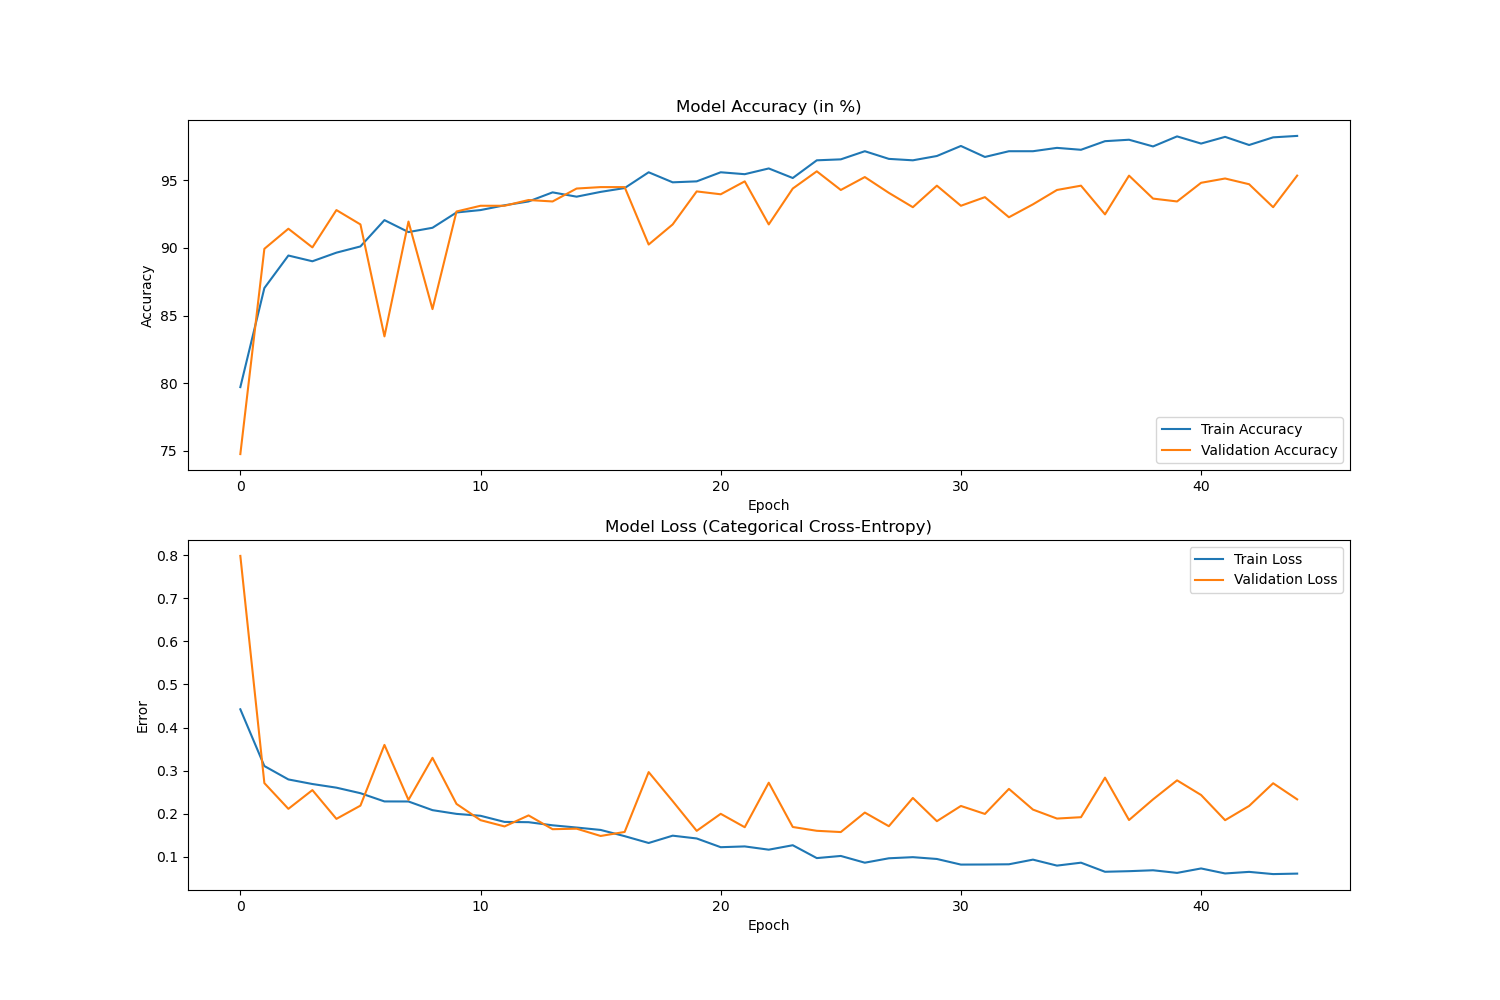 Model Accuracy (in %)
Accuracy
95
90
85
80
75
Train Accuracy
Validation Accuracy
0 10 20 30 40
Epoch
Model Loss (Categorical Cross-Entropy)
Error
0.8
0.7
0.6
0.5
0.4
0.3
0.2
0.1
Train Loss
Validation Loss
0 10 20 30 40
Epoch